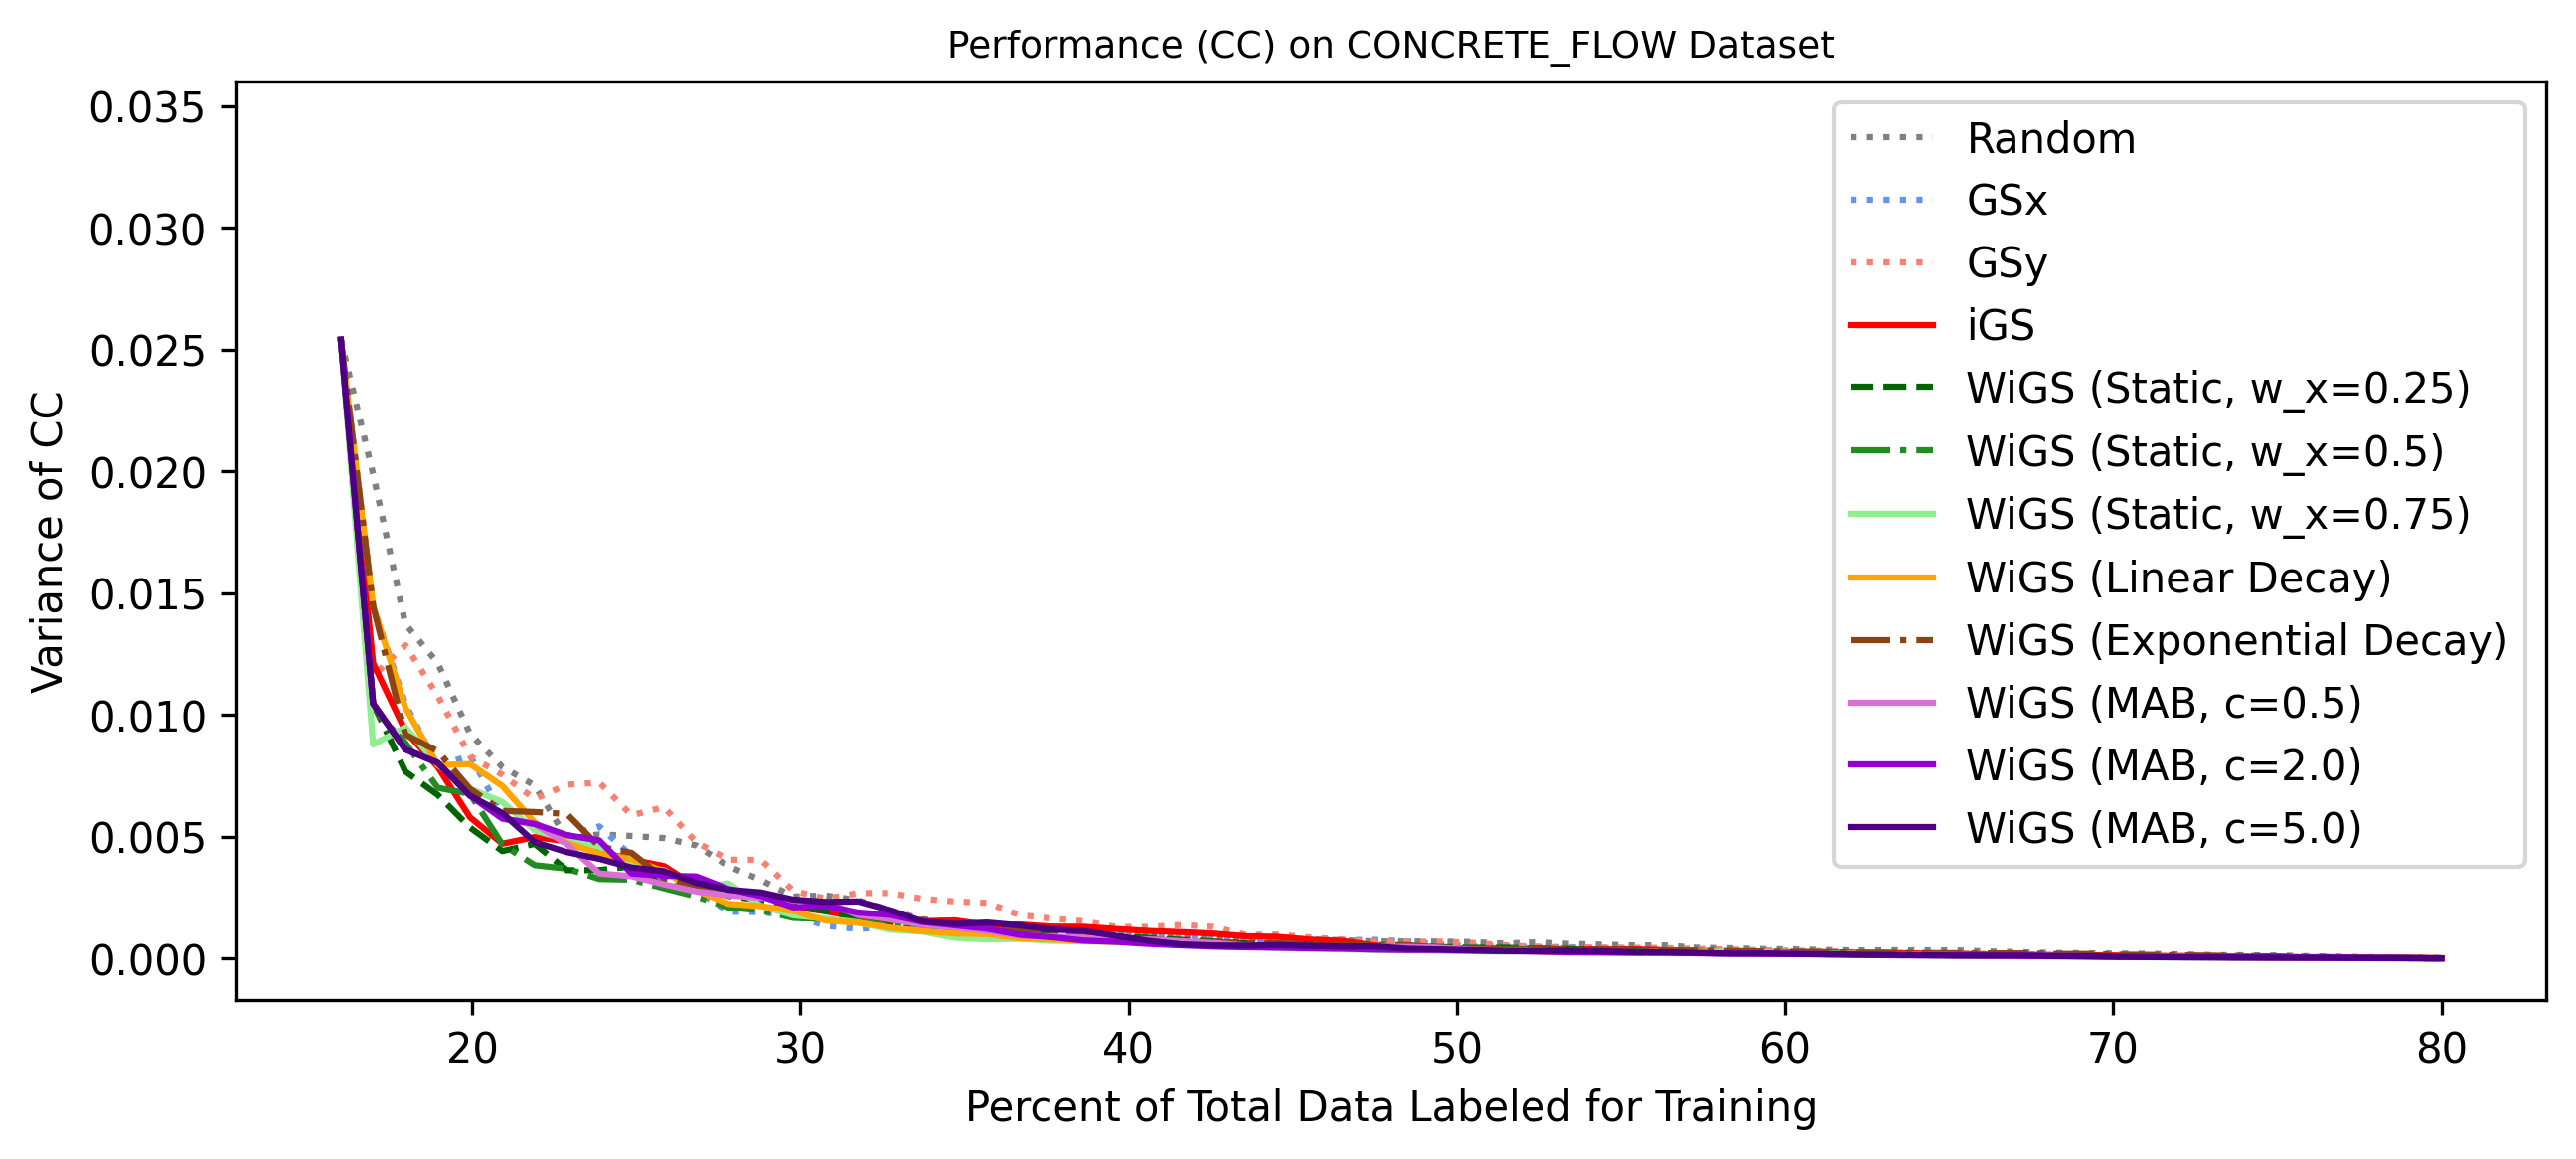 Performance (CC) on CONCRETE_FLOW Dataset
0.035
0.030
0.025
0.020
0.015
0.010
0.005
0.000
Variance of CC
20 30 40 50 60 70 80
Percent of Total Data Labeled for Training
Random
GSx
GSy
iGS
WiGS (Static, w_x=0.25)
WiGS (Static, w_x=0.5)
WiGS (Static, w_x=0.75)
WiGS (Linear Decay)
WiGS (Exponential Decay)
WiGS (MAB, c=0.5)
WiGS (MAB, c=2.0)
WiGS (MAB, c=5.0)